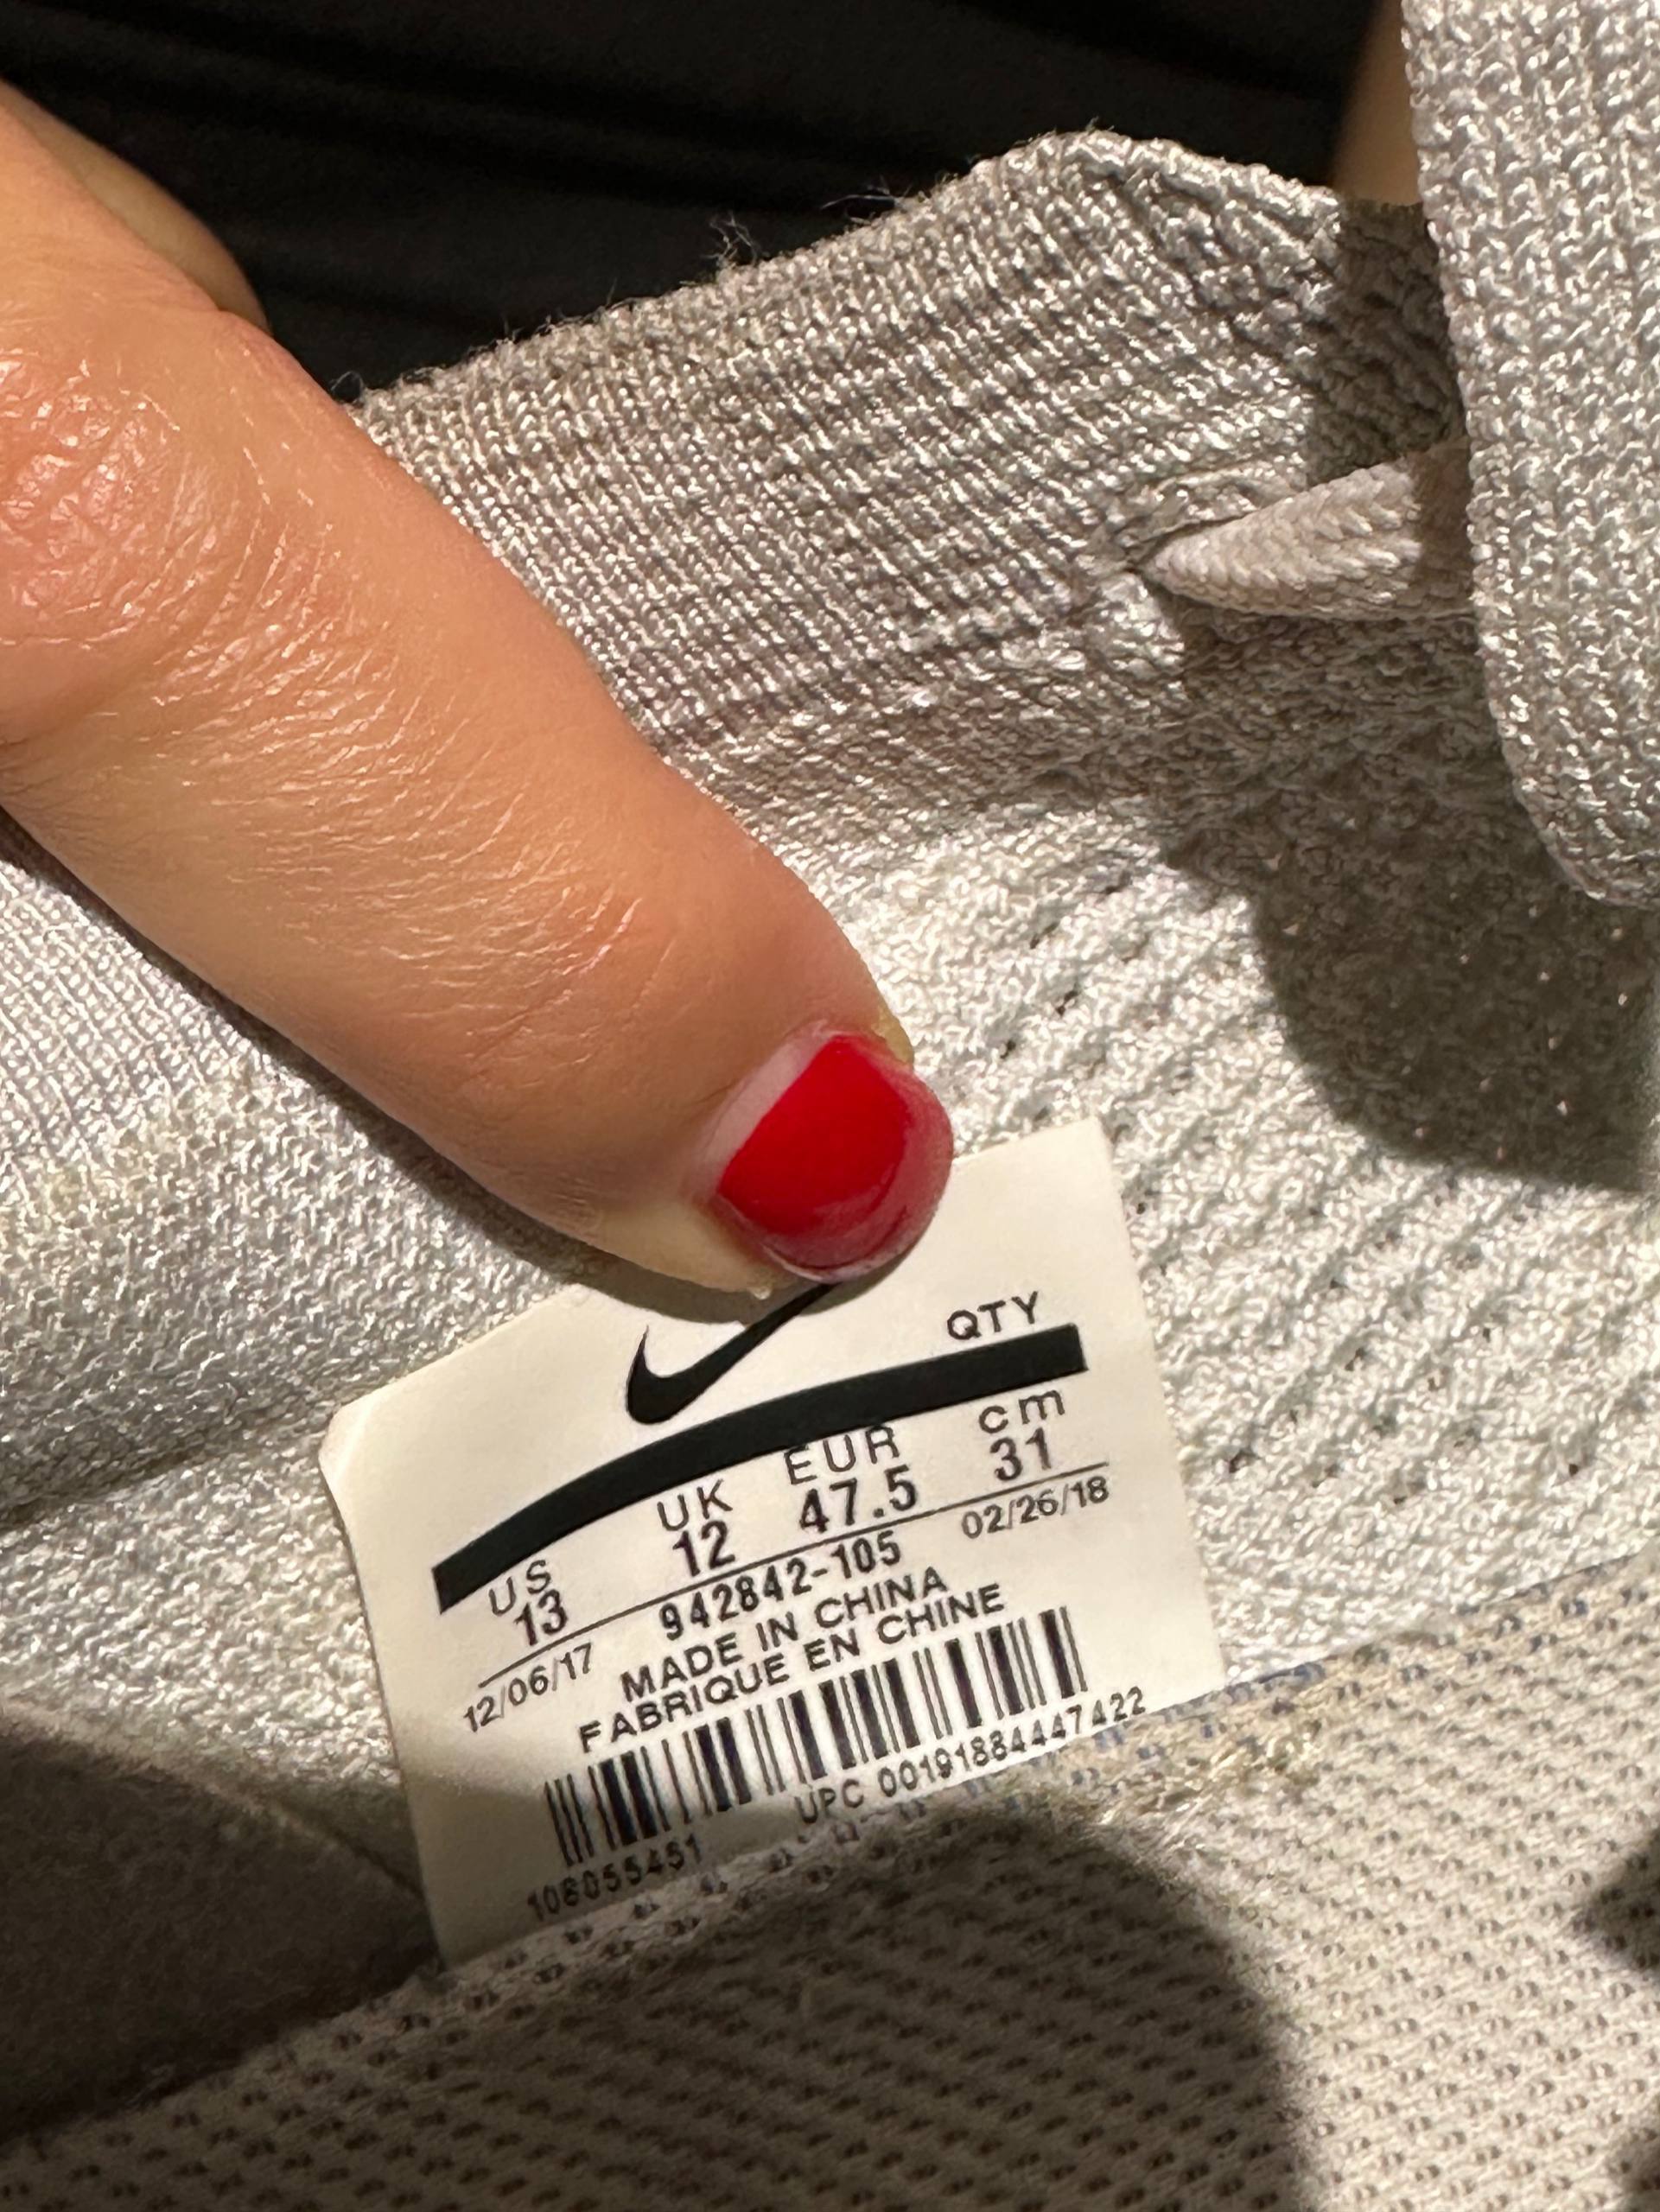 QTY
US UK EUR cm
13 12 47.5 31
12/06/17 942842-105 02/26/18
MADE IN CHINA
FABRIQUE EN CHINE
UPC 00191884447422
108055451